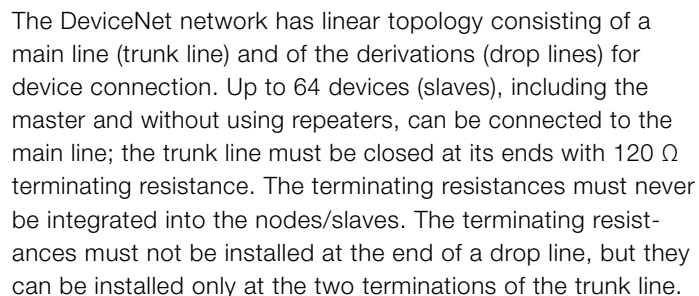 The DeviceNet network has linear topology consisting of a
main line (trunk line) and of the derivations (drop lines) for
device connection. Up to 64 devices (slaves), including the
master and without using repeaters, can be connected to the
main line; the trunk line must be closed at its ends with 120 Ω
terminating resistance. The terminating resistances must never
be integrated into the nodes/slaves. The terminating resist-
ances must not be installed at the end of a drop line, but they
can be installed only at the two terminations of the trunk line.